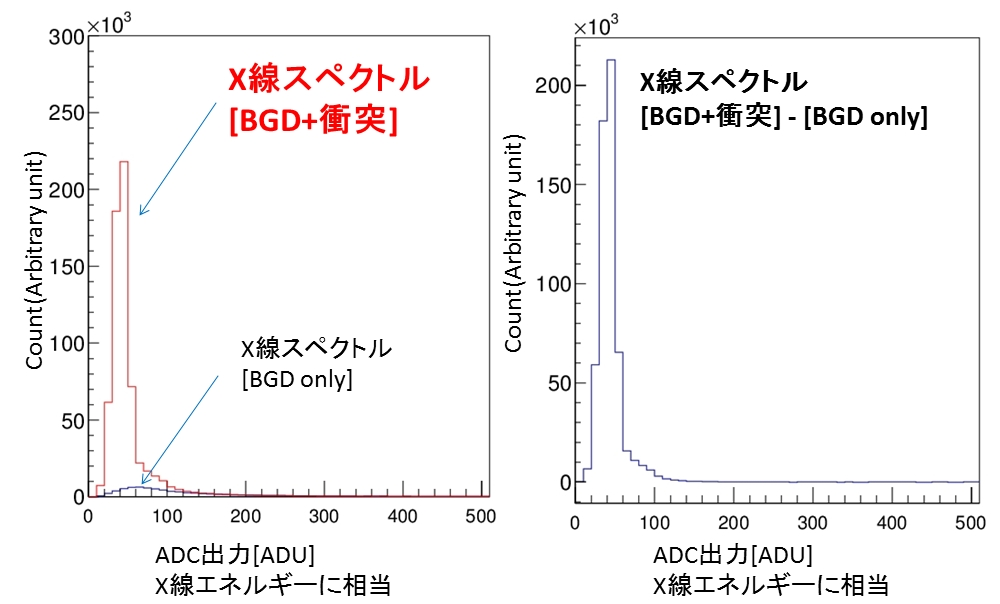 ×10³
300
250
200
150
100
50
0
Count(Arbitrary unit)
X線スペクトル
[BGD+衝突]
X線スペクトル
[BGD only]
0 100 200 300 400 500
ADC出力[ADU]
X線エネルギーに相当
×10³
200
150
100
50
0
Count(Arbitrary unit)
X線スペクトル
[BGD+衝突] - [BGD only]
0 100 200 300 400 500
ADC出力[ADU]
X線エネルギーに相当